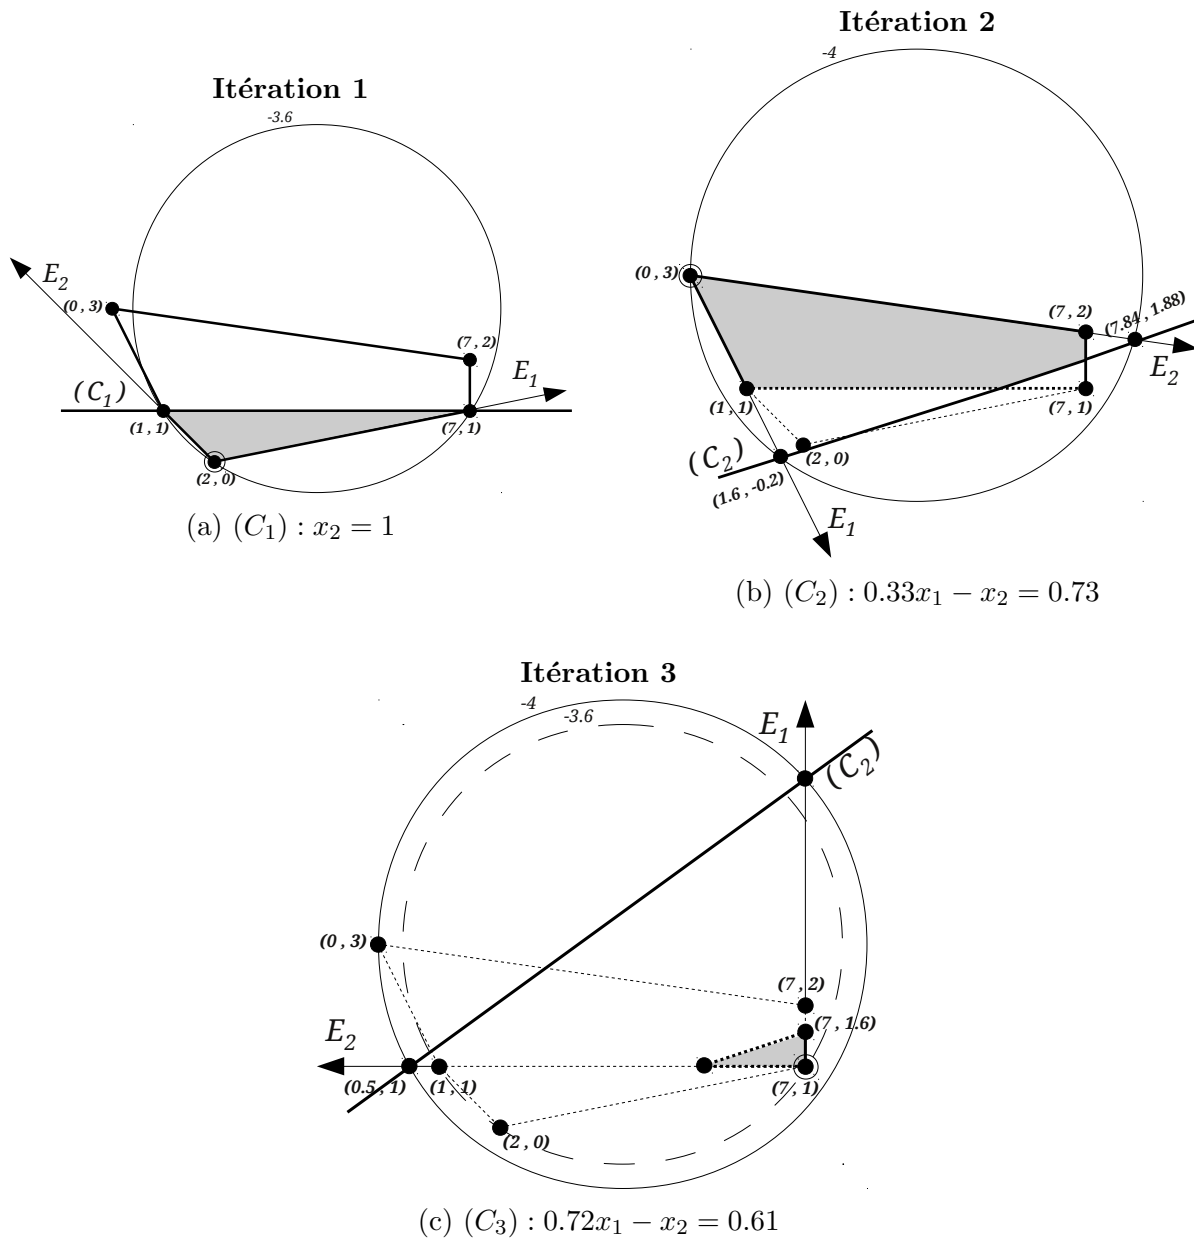 Itération 1
-3.6
E2
(0 , 3)
(7 , 2)
E1
(C1)
(1 , 1)
(7,1)
(2 , 0)
(a) (C1) : x2 = 1
Itération 2
-4
(0 , 3)
(7 , 2)
(7.84 , 1.88)
E2
(1 , 1)
(7 , 1)
(C2)
(2 , 0)
(1.6 , -0.2)
E1
(b) (C2) : 0.33x1 − x2 = 0.73
Itération 3
-4
-3.6
E1
(C2)
(0 , 3)
(7 , 2)
(7 , 1.6)
E2
(0.5 , 1)
(1 , 1)
(7 , 1)
(2 , 0)
(c) (C3) : 0.72x1 − x2 = 0.61